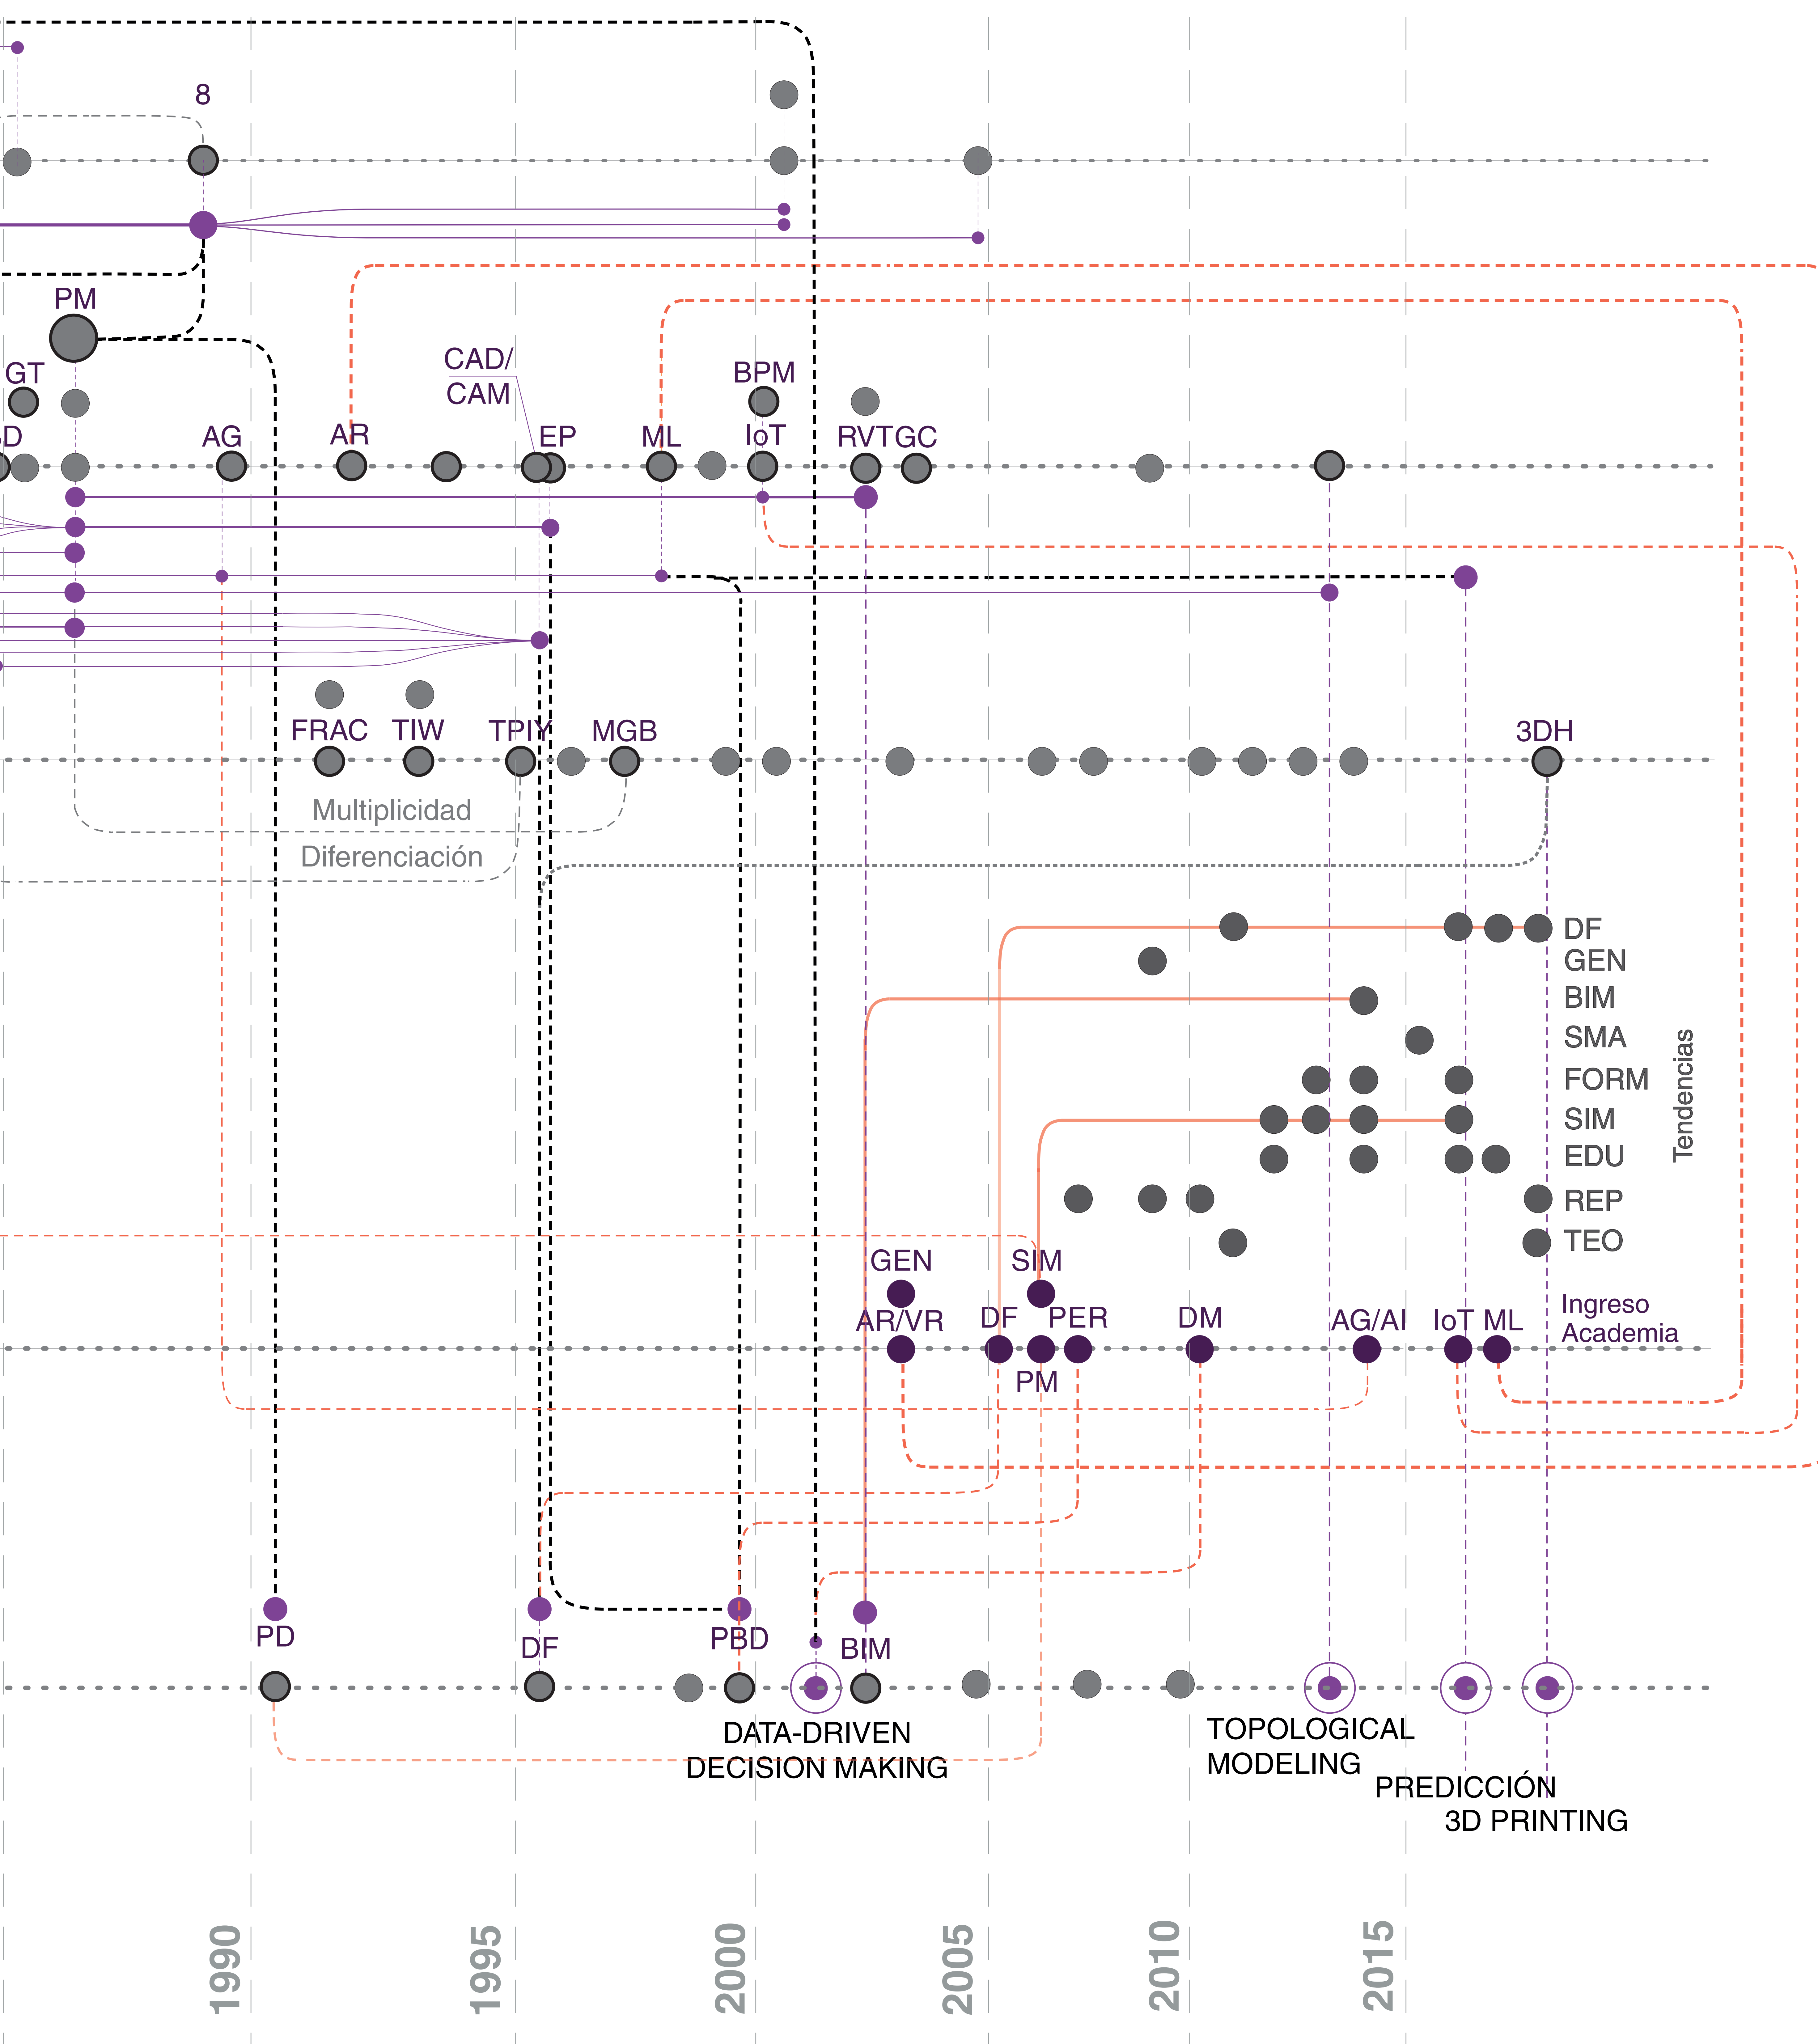 8
PM
GT
CAD/
CAM
BPM
AG
AR
EP
ML
IoT
RVT
GC
FRAC
TIW
TPIY
MGB
3DH
Multiplicidad
Diferenciación
DF
GEN
BIM
SMA
FORM
SIM
EDU
REP
TEO
Tendencias
GEN
SIM
AR/VR
DF
PER
DM
AG/AI
IoT
ML
Ingreso
Academia
PM
PD
DF
PBD
BIM
DATA-DRIVEN
DECISION MAKING
TOPOLOGICAL
MODELING
PREDICCIÓN
3D PRINTING
1990
1995
2000
2005
2010
2015